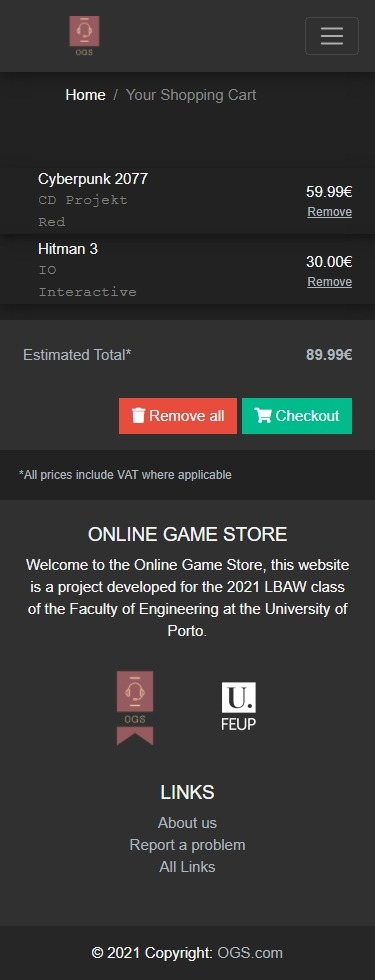 OGS
Home / Your Shopping Cart
Cyberpunk 2077
CD Projekt
Red
59.99€
Remove
Hitman 3
IO
Interactive
30.00€
Remove
Estimated Total* 89.99€
Remove all Checkout
*All prices include VAT where applicable
ONLINE GAME STORE
Welcome to the Online Game Store, this website
is a project developed for the 2021 LBAW class
of the Faculty of Engineering at the University of
Porto.
OGS
U.
FEUP
LINKS
About us
Report a problem
All Links
© 2021 Copyright: OGS.com